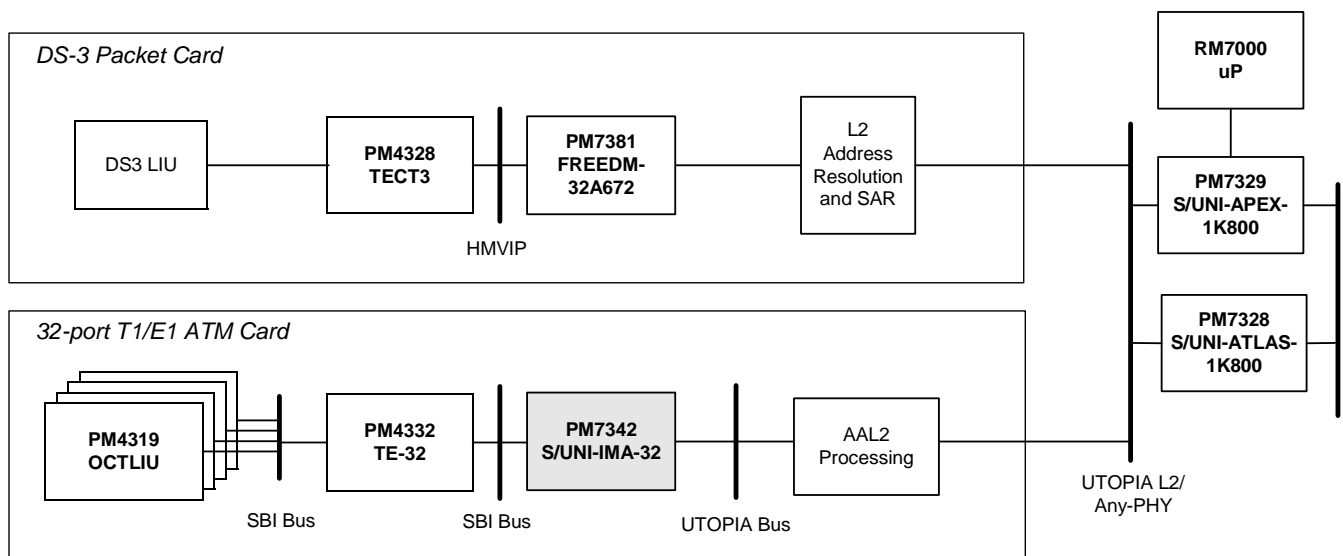 DS-3 Packet Card
DS3 LIU
PM4328
TECT3
HMVIP
PM7381
FREEDM-
32A672
L2
Address
Resolution
and SAR
RM7000
uP
PM7329
S/UNI-APEX-
1K800
PM7328
S/UNI-ATLAS-
1K800
UTOPIA L2/
Any-PHY
32-port T1/E1 ATM Card
PM4319
OCTLIU
SBI Bus
PM4332
TE-32
SBI Bus
PM7342
S/UNI-IMA-32
UTOPIA Bus
AAL2
Processing